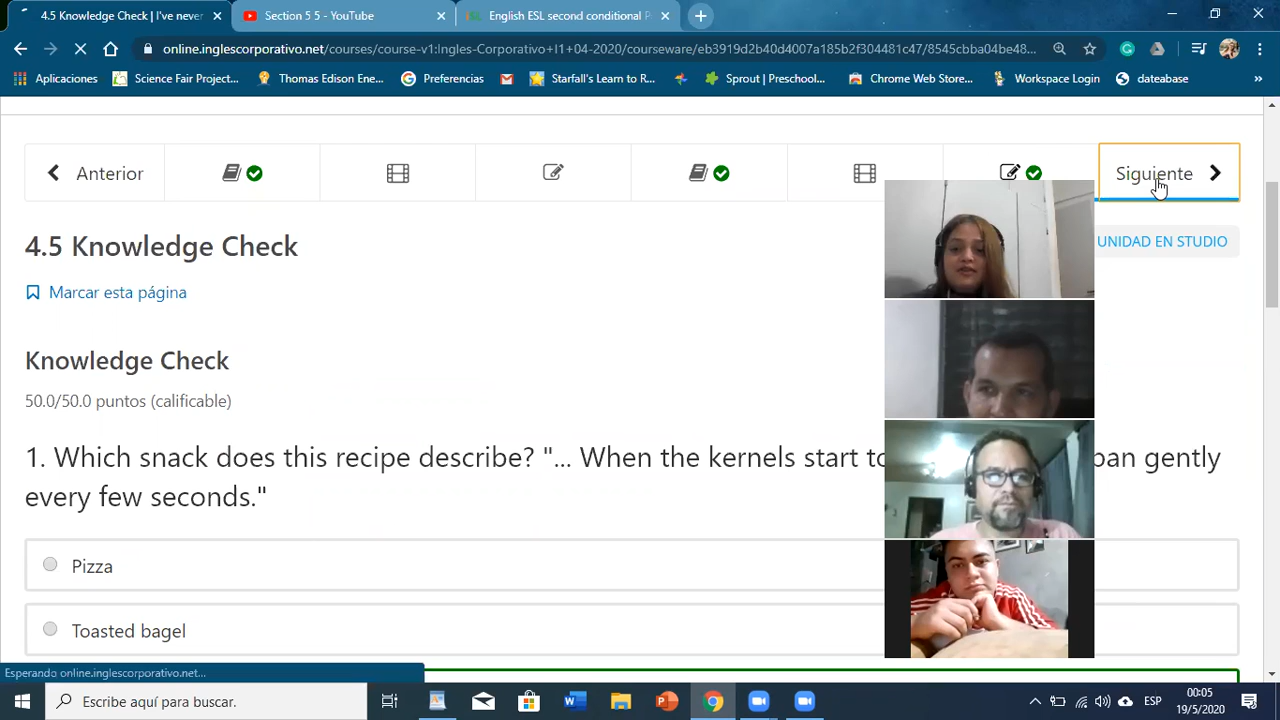 4.5 Knowledge Check | I've never
Section 5 5 - YouTube
English ESL second conditional P
online.inglescorporativo.net/courses/course-v1:Ingles-Corporativo+I1+04-2020/courseware/eb3919d2b40d4007a185b2f304481c47/8545cbba04be48...
Aplicaciones
Science Fair Project...
Thomas Edison Ene...
Preferencias
Starfall's Learn to R...
Sprout | Preschool...
Chrome Web Store...
Workspace Login
dateabase
»
Anterior
Siguiente
4.5 Knowledge Check
UNIDAD EN STUDIO
Marcar esta página
Knowledge Check
50.0/50.0 puntos (calificable)
1. Which snack does this recipe describe? "... When the kernels start to pan gently
every few seconds."
Pizza
Toasted bagel
Esperando online.inglescorporativo.net...
Escribe aquí para buscar.
ESP
00:05
19/5/2020